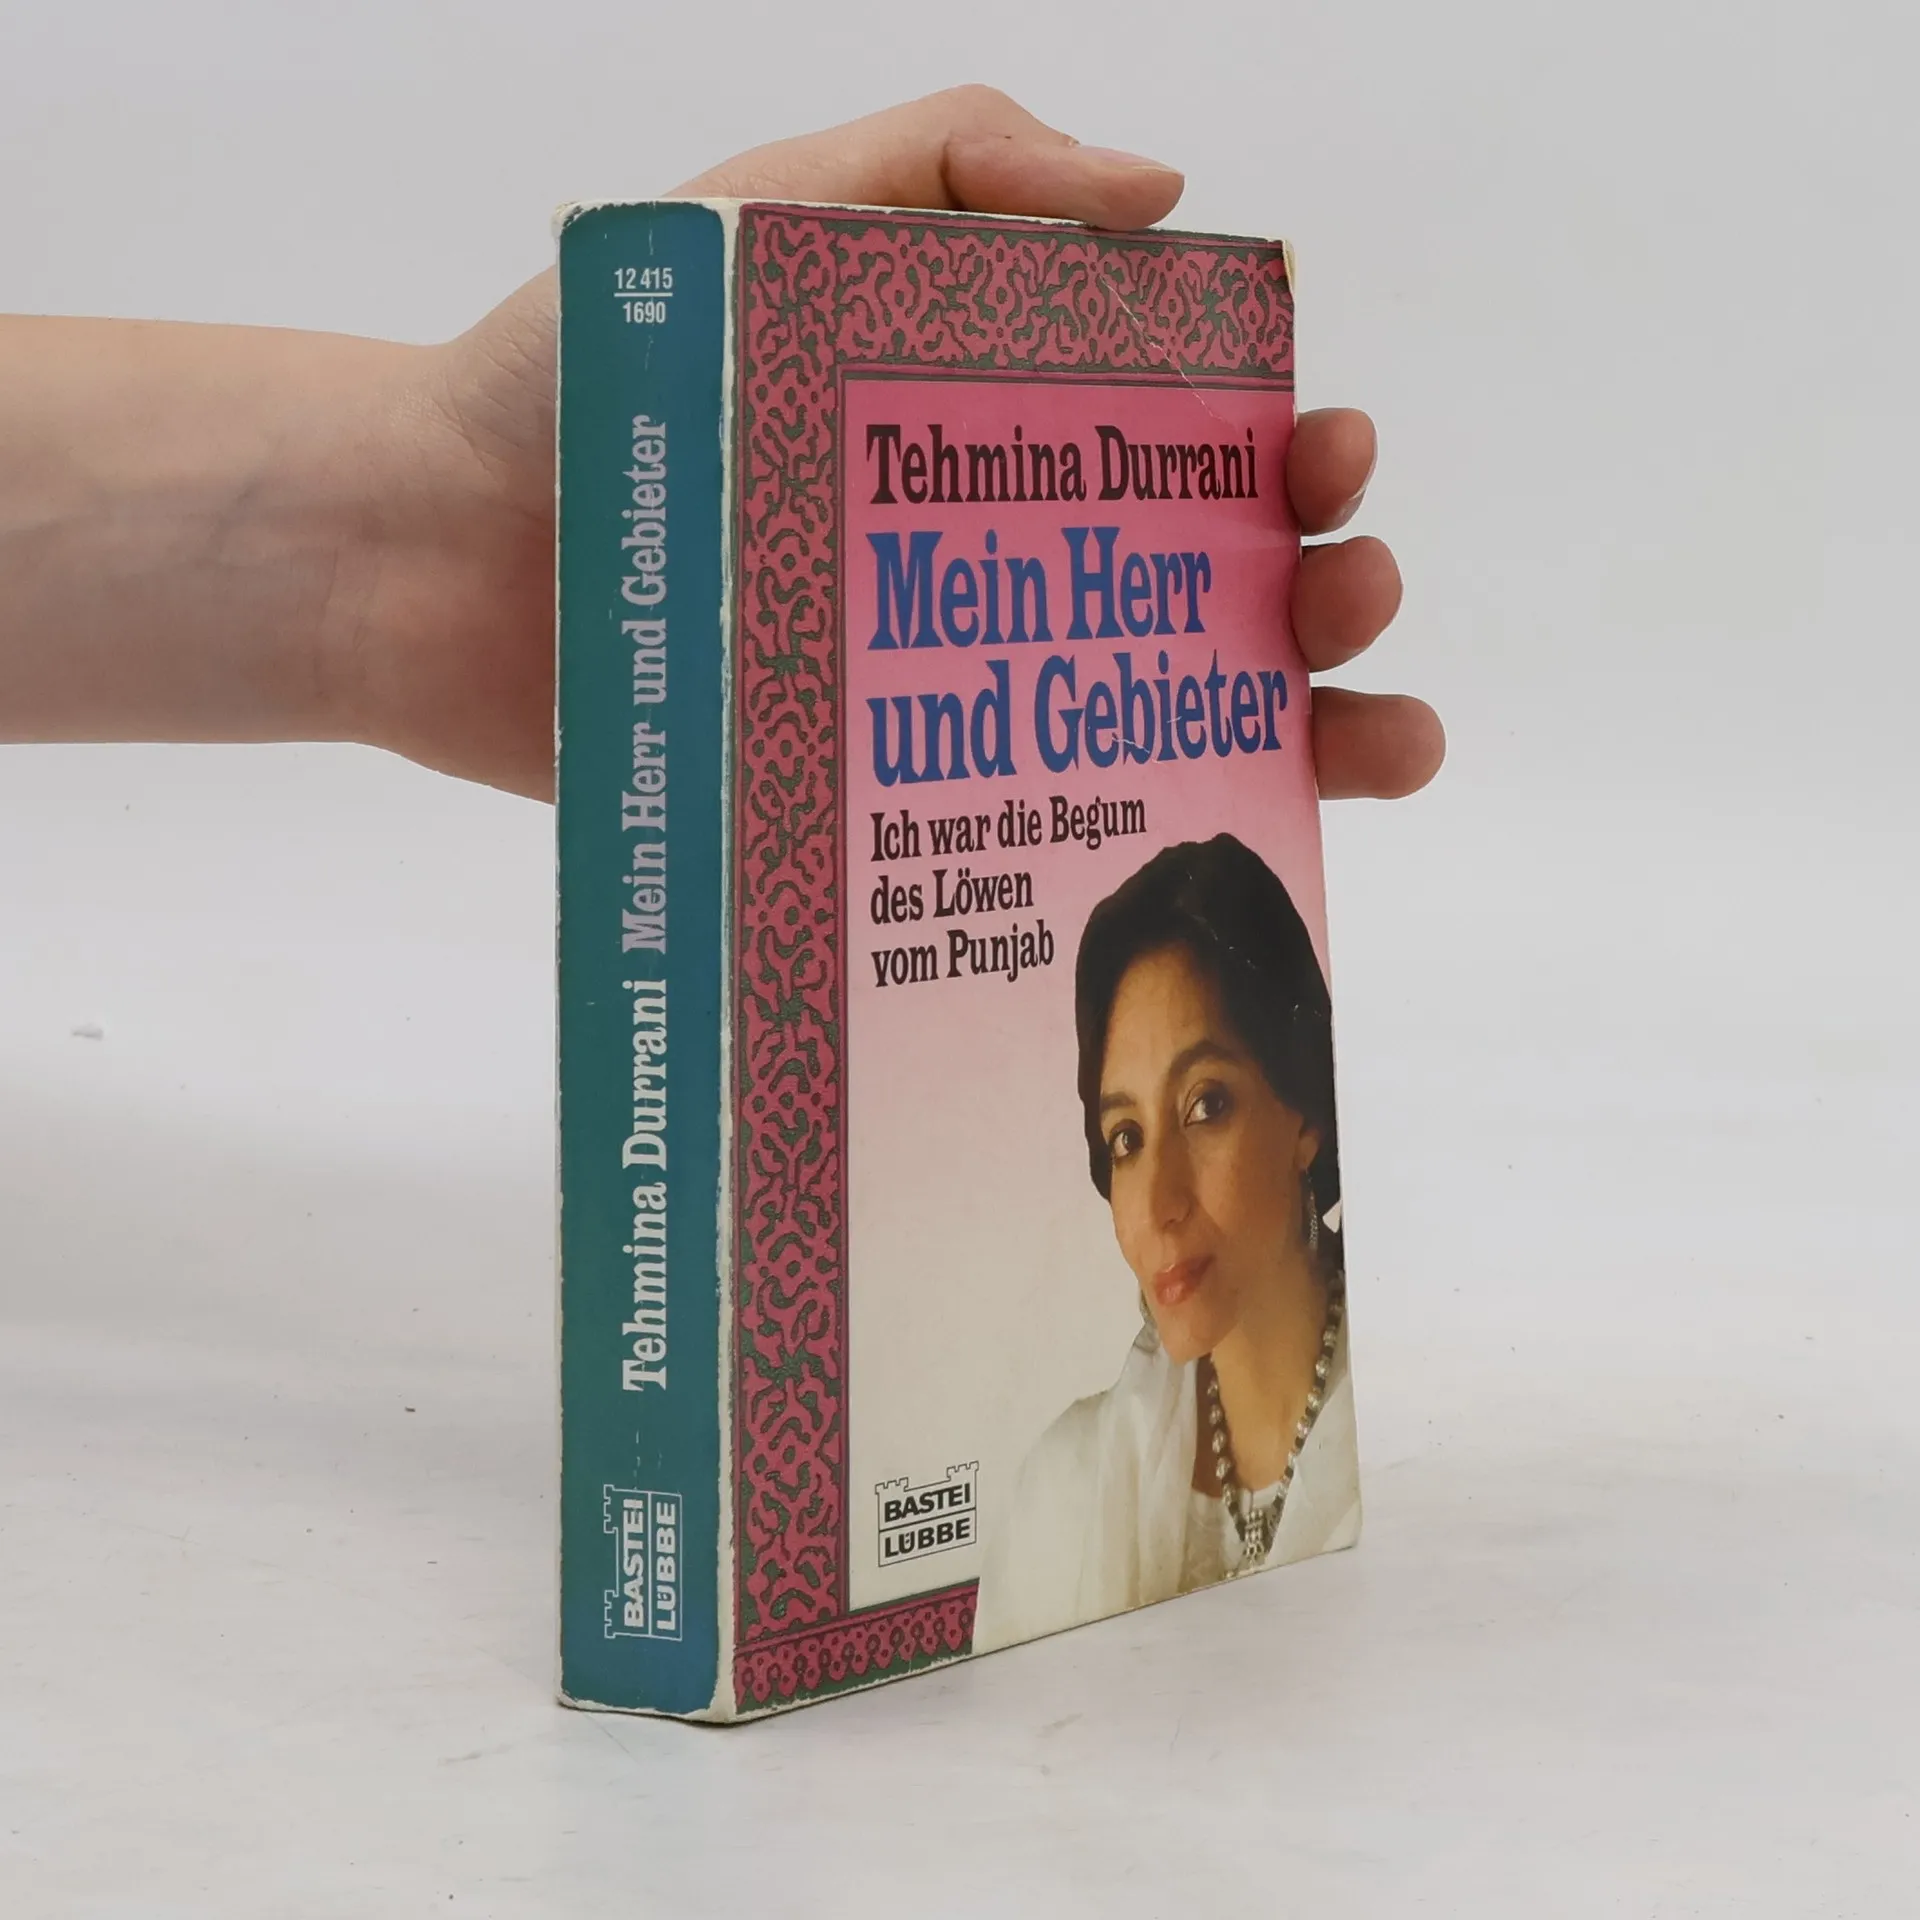 12 415
1690
Tehmina Durrani Mein Herr und Gebieter
BASTEI
LÜBBE
Tehmina Durrani
Mein Herr
und Gebieter
Ich war die Begum
des Löwen
vom Punjab
BASTEI
LÜBBE